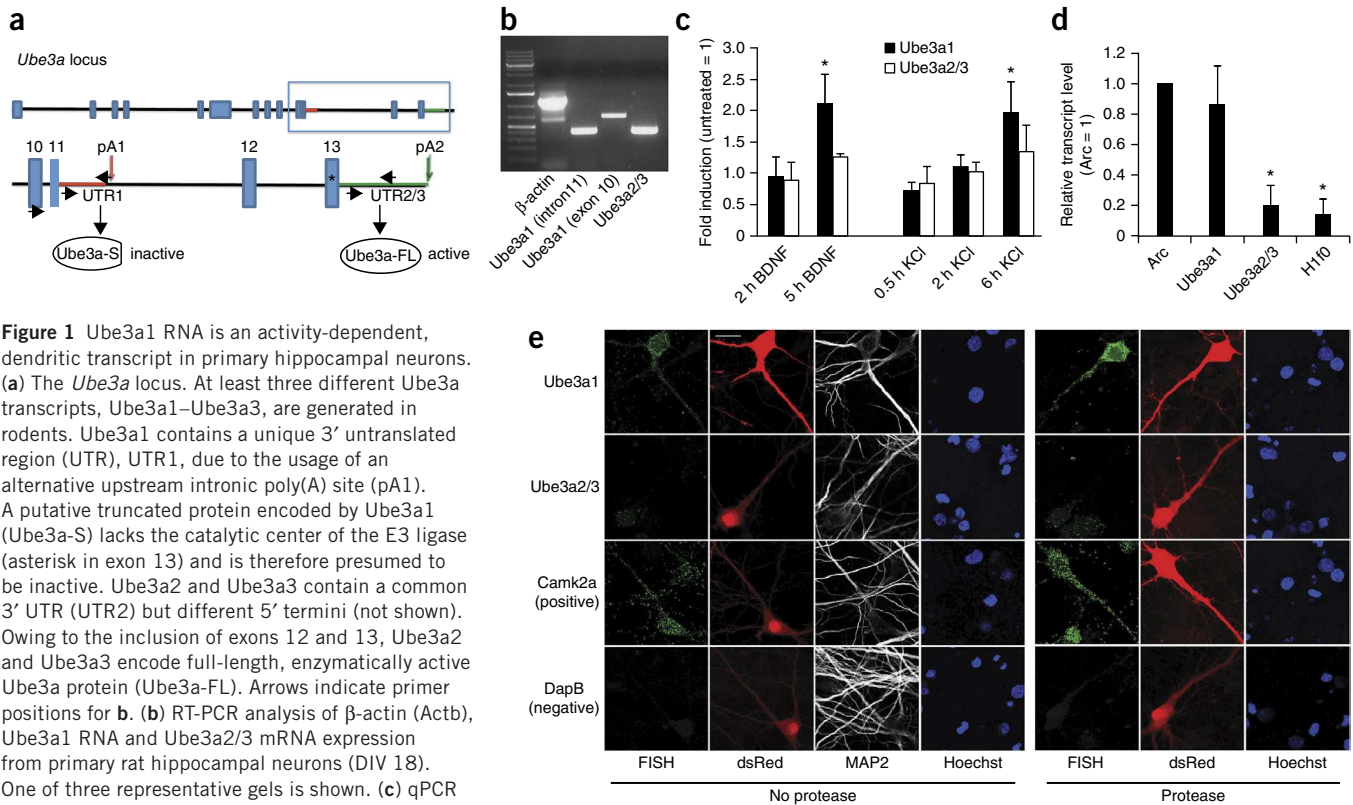 a
Ube3a locus
10 11 pA1 12 13 pA2
*
UTR1 UTR2/3
Ube3a-S inactive Ube3a-FL active
b
β-actin
Ube3a1 (intron11)
Ube3a1 (exon 10)
Ube3a2/3
c
Fold induction (untreated = 1)
3.0
2.5
2.0
1.5
1.0
0.5
0
Ube3a1
Ube3a2/3
* *
2 h BDNF
5 h BDNF
0.5 h KCl
2 h KCl
6 h KCl
d
Relative transcript level
(Arc = 1)
1.2
1.0
0.8
0.6
0.4
0.2
0
* *
Arc
Ube3a1
Ube3a2/3
H1f0
Figure 1 Ube3a1 RNA is an activity-dependent,
dendritic transcript in primary hippocampal neurons.
(a) The Ube3a locus. At least three different Ube3a
transcripts, Ube3a1–Ube3a3, are generated in
rodents. Ube3a1 contains a unique 3′ untranslated
region (UTR), UTR1, due to the usage of an
alternative upstream intronic poly(A) site (pA1).
A putative truncated protein encoded by Ube3a1
(Ube3a-S) lacks the catalytic center of the E3 ligase
(asterisk in exon 13) and is therefore presumed to
be inactive. Ube3a2 and Ube3a3 contain a common
3′ UTR (UTR2) but different 5′ termini (not shown).
Owing to the inclusion of exons 12 and 13, Ube3a2
and Ube3a3 encode full-length, enzymatically active
Ube3a protein (Ube3a-FL). Arrows indicate primer
positions for b. (b) RT-PCR analysis of β-actin (Actb),
Ube3a1 RNA and Ube3a2/3 mRNA expression
from primary rat hippocampal neurons (DIV 18).
One of three representative gels is shown. (c) qPCR
e
Ube3a1
Ube3a2/3
Camk2a
(positive)
DapB
(negative)
FISH dsRed MAP2 Hoechst FISH dsRed Hoechst
No protease Protease